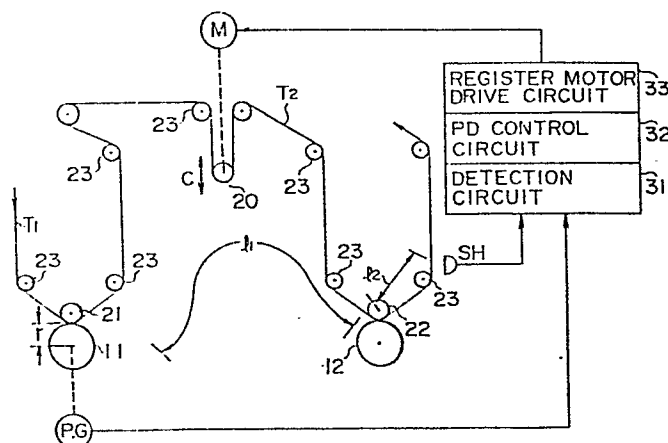 M
REGISTER MOTOR
DRIVE CIRCUIT
33
PD CONTROL
CIRCUIT
32
DETECTION
CIRCUIT
31
T2
23
23
C
20
23
T1
23
23
21
r
11
ℓ1
23
ℓ2
SH
23
22
12
P.G